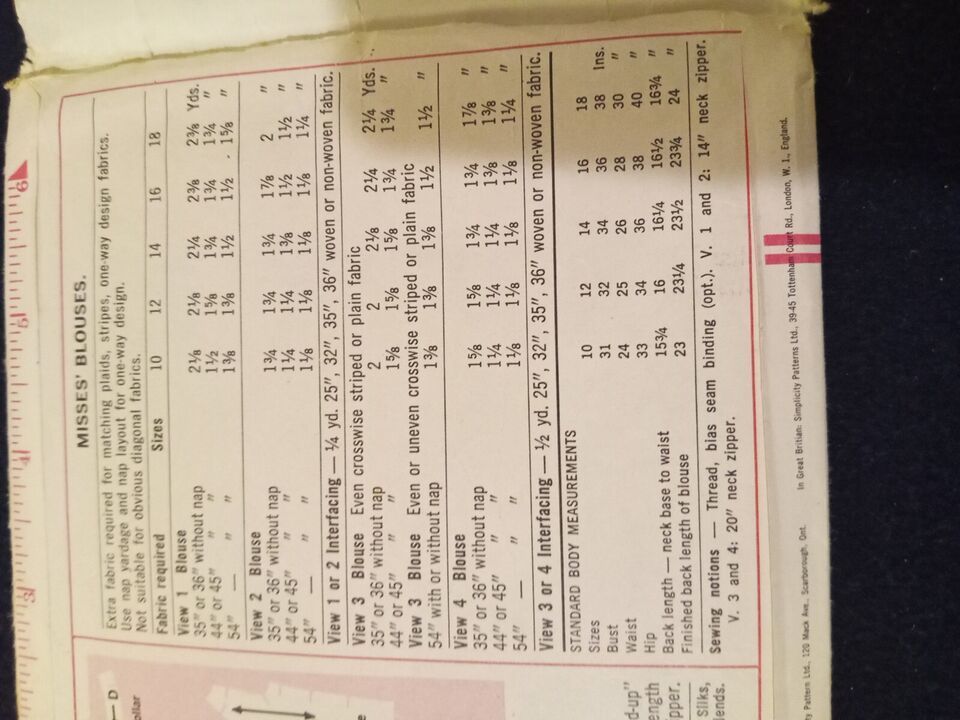 MISSES' BLOUSES.
Extra fabric required for matching plaids, stripes, one-way design fabrics.
Use nap yardage and nap layout for one-way design.
Not suitable for obvious diagonal fabrics.
Fabric required Sizes 10 12 14 16 18
View 1 Blouse
35" or 36" without nap 2⅛ 2⅛ 2¼ 2⅜ 2⅜ Yds.
44" or 45" " " 1½ 1⅝ 1¾ 1¾ 1¾ "
54" — " 1⅜ 1⅜ 1½ 1½ 1⅝ "
View 2 Blouse
35" or 36" without nap 1¾ 1¾ 1¾ 1⅞ 2 "
44" or 45" " " 1¼ 1¼ 1⅜ 1½ 1½ "
54" — " 1⅛ 1⅛ 1⅛ 1⅛ 1¼ "
View 1 or 2 Interfacing — ¼ yd. 25", 32", 35", 36" woven or non-woven fabric.
View 3 Blouse Even crosswise striped or plain fabric
35" or 36" without nap 2 2 2⅛ 2¼ 2¼ Yds.
44" or 45" " 1⅝ 1⅝ 1⅝ 1¾ 1¾ "
View 3 Blouse Even or uneven crosswise striped or plain fabric
54" with or without nap 1⅜ 1⅜ 1⅜ 1½ 1½ "
View 4 Blouse
35" or 36" without nap 1⅝ 1⅝ 1¾ 1¾ 1⅞ "
44" or 45" " " 1¼ 1¼ 1¼ 1⅜ 1⅜ "
54" — " 1⅛ 1⅛ 1⅛ 1⅛ 1¼ "
View 3 or 4 Interfacing — ½ yd. 25", 32", 35", 36" woven or non-woven fabric.
STANDARD BODY MEASUREMENTS
Sizes 10 12 14 16 18
Bust 31 32 34 36 38 Ins.
Waist 24 25 26 28 30 "
Hip 33 34 36 38 40 "
Back length — neck base to waist 15¾ 16 16¼ 16½ 16¾ "
Finished back length of blouse 23 23¼ 23½ 23¾ 24 "
Sewing notions — Thread, bias seam binding (opt.). V. 1 and 2: 14" neck zipper.
V. 3 and 4: 20" neck zipper.
Pattern Ltd., 120 Mack Ave., Scarborough, Ont. In Great Britian: Simplicity Patterns Ltd., 39-45 Tottenham Court Rd., London, W. 1., England.
— D
ollar
e
d-up"
ength
pper.
Silks,
lends.
3
4
6